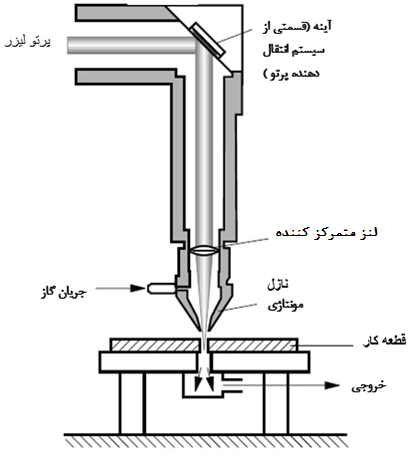 آینه (قسمتی از
سیستم انتقال
دهنده پرتو )
پرتو لیزر
لنز متمرکز کننده
نازل
مونتاژی
جریان گاز
قطعه کار
خروجی